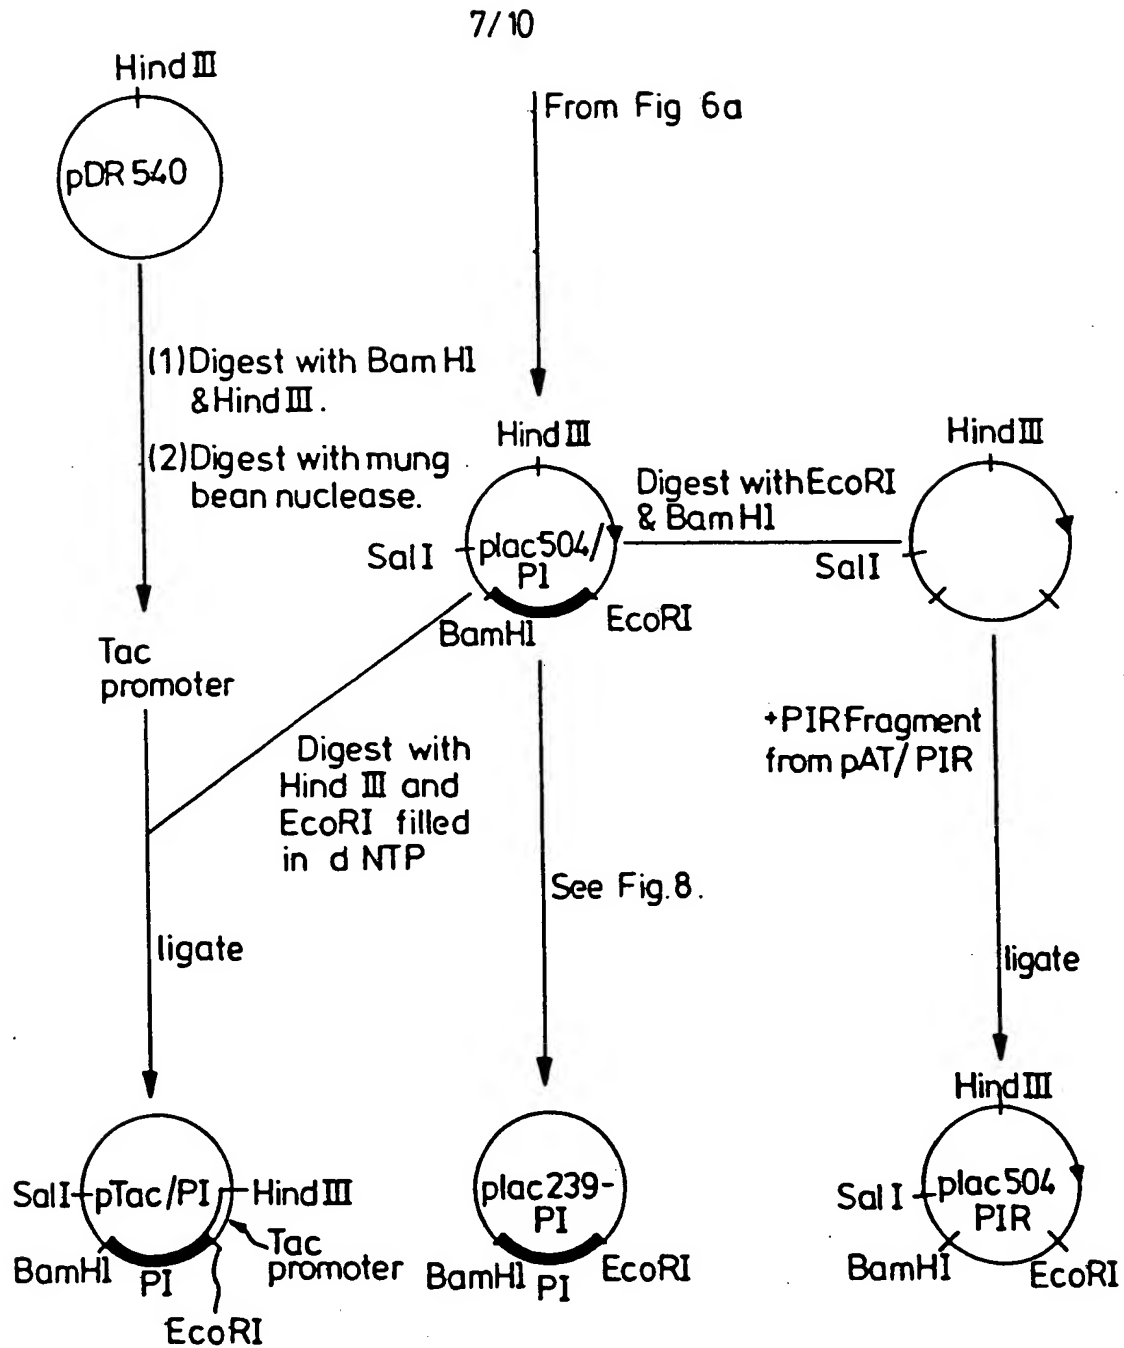 7/10
Hind III
pDR 540
From Fig 6a
(1) Digest with Bam H1
& Hind III.
(2) Digest with mung
bean nuclease.
Tac
promoter
Hind III
Sal I
plac504/
P1
BamH1
EcoRI
Digest with EcoRI
& Bam H1
Hind III
Sal I
Digest with
Hind III and
EcoRI filled
in d NTP
+PIR Fragment
from pAT/ PIR
See Fig. 8.
ligate
ligate
Sal I
pTac/PI
Hind III
Tac
promoter
BamH1
PI
EcoRI
plac239-
PI
BamH1
PI
EcoRI
Hind III
Sal I
plac504
PIR
BamHI
EcoRI